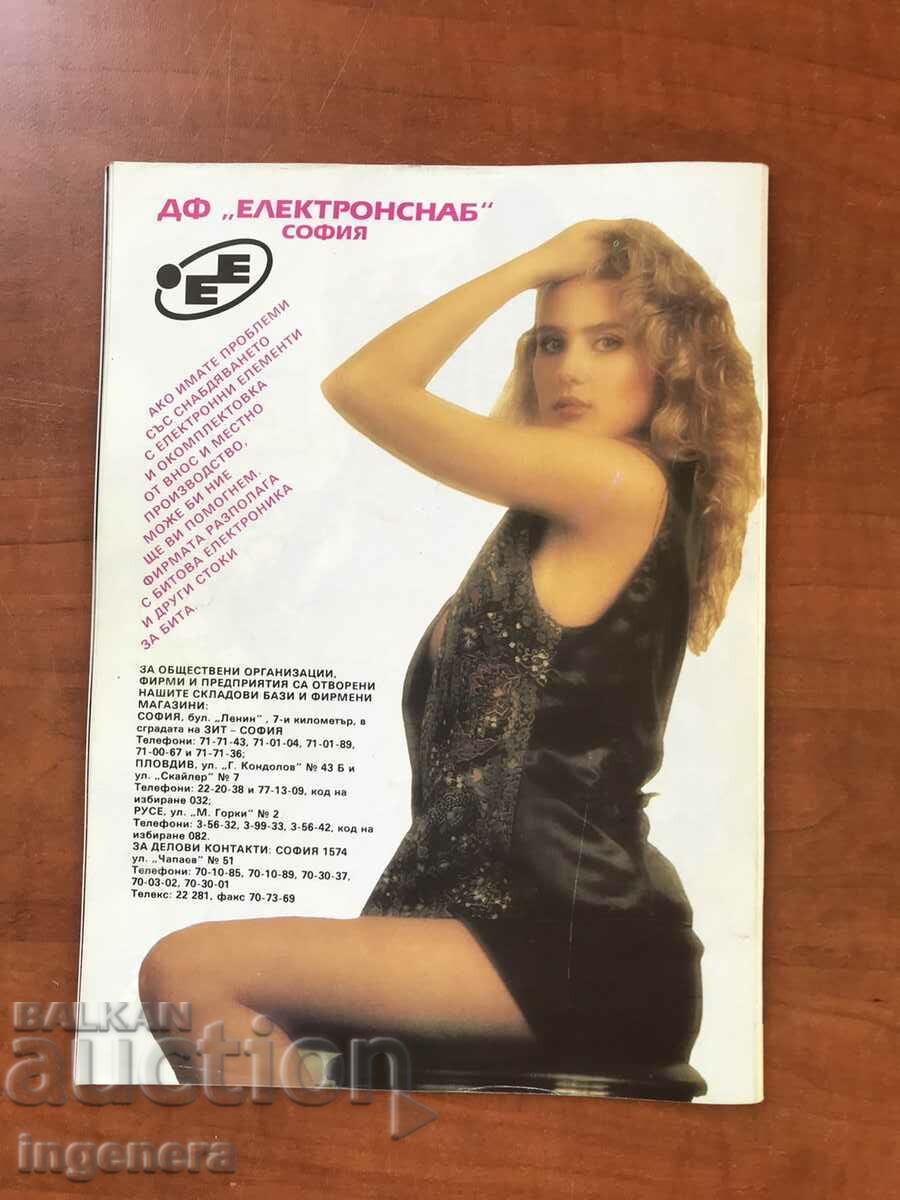 ДФ „ЕЛЕКТРОНСНАБ"
СОФИЯ
ЕЕ
АКО ИМАТЕ ПРОБЛЕМИ
СЪС СНАБДЯВАНЕТО
С ЕЛЕКТРОННИ ЕЛЕМЕНТИ
И ОКОМПЛЕКТОВКА
ОТ ВНОС И МЕСТНО
ПРОИЗВОДСТВО,
МОЖЕ БИ НИЕ
ЩЕ ВИ ПОМОГНЕМ.
ФИРМАТА РАЗПОЛАГА
С БИТОВА ЕЛЕКТРОНИКА
И ДРУГИ СТОКИ
ЗА БИТА.
ЗА ОБЩЕСТВЕНИ ОРГАНИЗАЦИИ,
ФИРМИ И ПРЕДПРИЯТИЯ СА ОТВОРЕНИ
НАШИТЕ СКЛАДОВИ БАЗИ И ФИРМЕНИ
МАГАЗИНИ:
СОФИЯ, бул. „Ленин" , 7-и километър, в
сградата на ЗИТ – СОФИЯ
Телефони: 71-71-43, 71-01-04, 71-01-89,
71-00-67 и 71-71-36;
ПЛОВДИВ, ул. „Г. Кондолов" № 43 Б и
ул. „Скайлер" № 7
Телефони: 22-20-38 и 77-13-09, код на
избиране 032;
РУСЕ, ул. „М. Горки" № 2
Телефони: 3-56-32, 3-99-33, 3-56-42, код на
избиране 082.
ЗА ДЕЛОВИ КОНТАКТИ: СОФИЯ 1574
ул. „Чапаев" № 51
Телефони: 70-10-85, 70-10-89, 70-30-37,
70-03-02, 70-30-01
Телекс: 22 281, факс 70-73-69
BALKAN
auction
ingenera